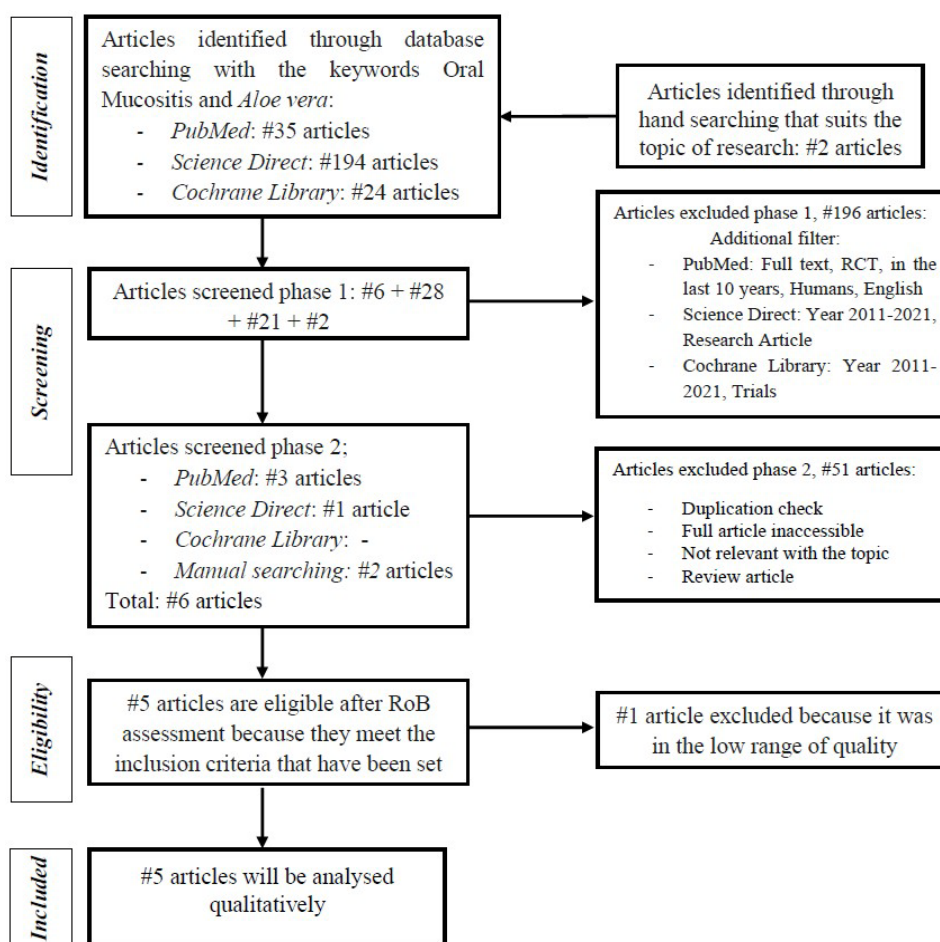 Identification
Articles identified through database
searching with the keywords Oral
Mucositis and Aloe vera:
- PubMed: #35 articles
- Science Direct: #194 articles
- Cochrane Library: #24 articles
Articles identified through
hand searching that suits the
topic of research: #2 articles
Screening
Articles screened phase 1: #6 + #28
+ #21 + #2
Articles excluded phase 1, #196 articles:
Additional filter:
- PubMed: Full text, RCT, in the
last 10 years, Humans, English
- Science Direct: Year 2011-2021,
Research Article
- Cochrane Library: Year 2011-
2021, Trials
Articles screened phase 2;
- PubMed: #3 articles
- Science Direct: #1 article
- Cochrane Library: -
- Manual searching: #2 articles
Total: #6 articles
Articles excluded phase 2, #51 articles:
- Duplication check
- Full article inaccessible
- Not relevant with the topic
- Review article
Eligibility
#5 articles are eligible after RoB
assessment because they meet the
inclusion criteria that have been set
#1 article excluded because it was
in the low range of quality
Included
#5 articles will be analysed
qualitatively